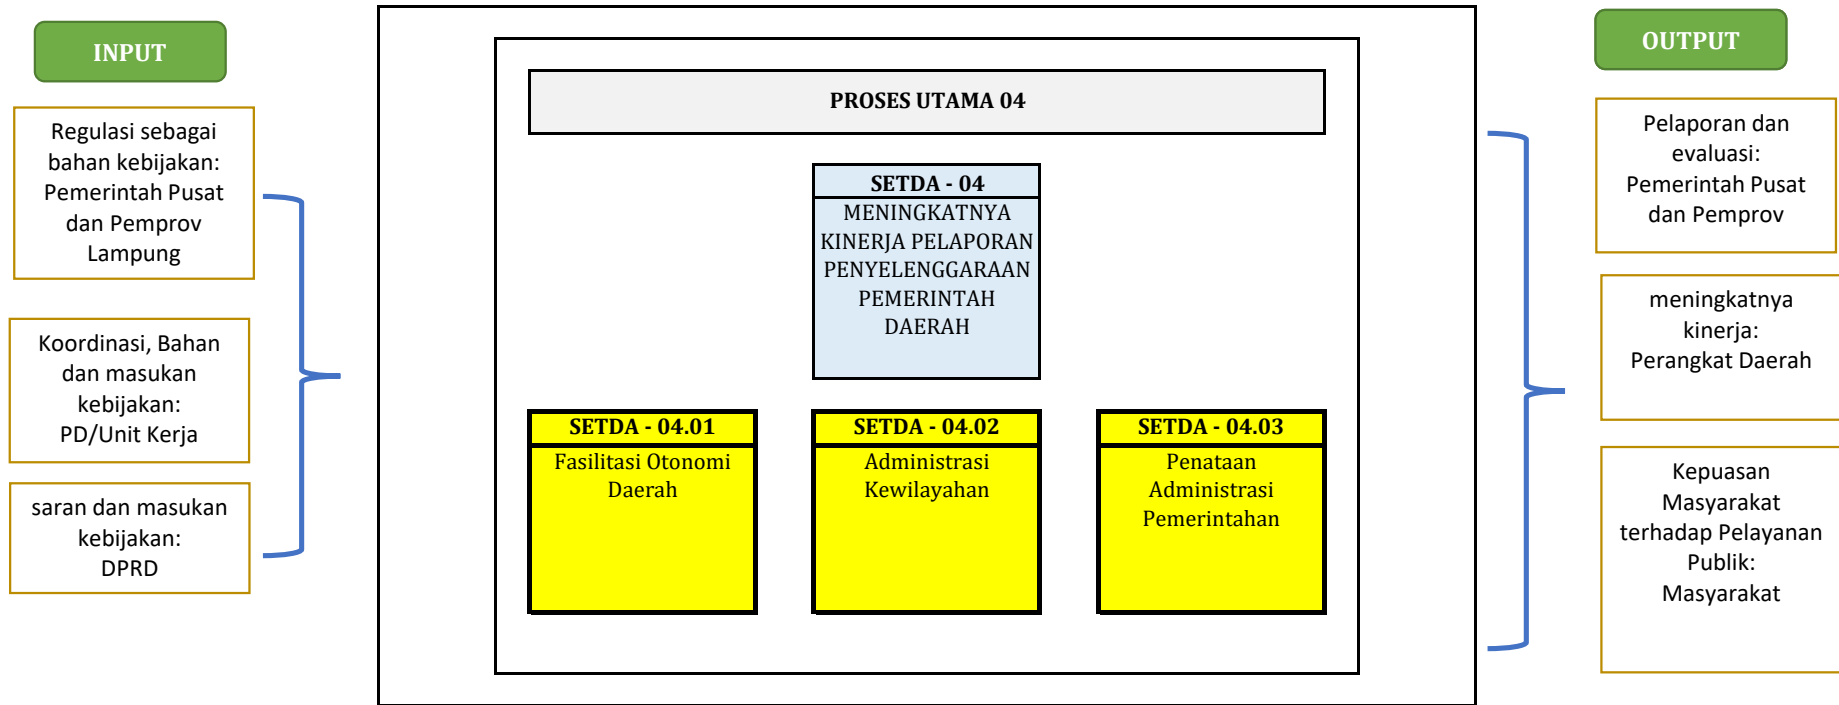 INPUT
Regulasi sebagai
bahan kebijakan:
Pemerintah Pusat
dan Pemprov
Lampung
Koordinasi, Bahan
dan masukan
kebijakan:
PD/Unit Kerja
saran dan masukan
kebijakan:
DPRD
PROSES UTAMA 04
SETDA - 04
MENINGKATNYA
KINERJA PELAPORAN
PENYELENGGARAAN
PEMERINTAH
DAERAH
SETDA - 04.01
Fasilitasi Otonomi
Daerah
SETDA - 04.02
Administrasi
Kewilayahan
SETDA - 04.03
Penataan
Administrasi
Pemerintahan
OUTPUT
Pelaporan dan
evaluasi:
Pemerintah Pusat
dan Pemprov
meningkatnya
kinerja:
Perangkat Daerah
Kepuasan
Masyarakat
terhadap Pelayanan
Publik:
Masyarakat